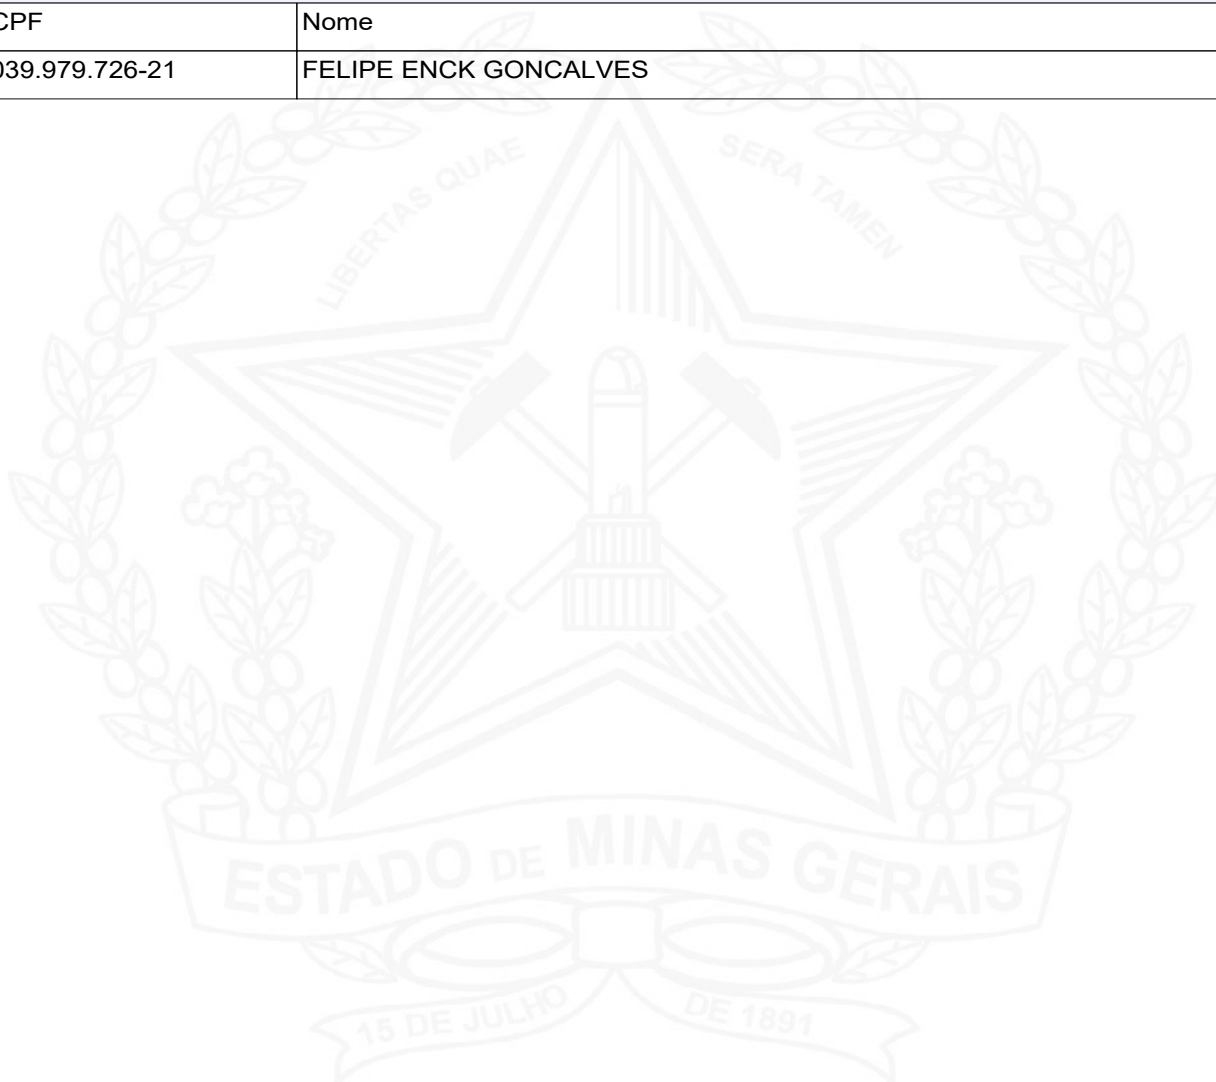 CPF Nome
039.979.726-21 FELIPE ENCK GONCALVES
LIBERTAS QUAE SERA TAMEN
ESTADO DE MINAS GERAIS
15 DE JULHO DE 1891